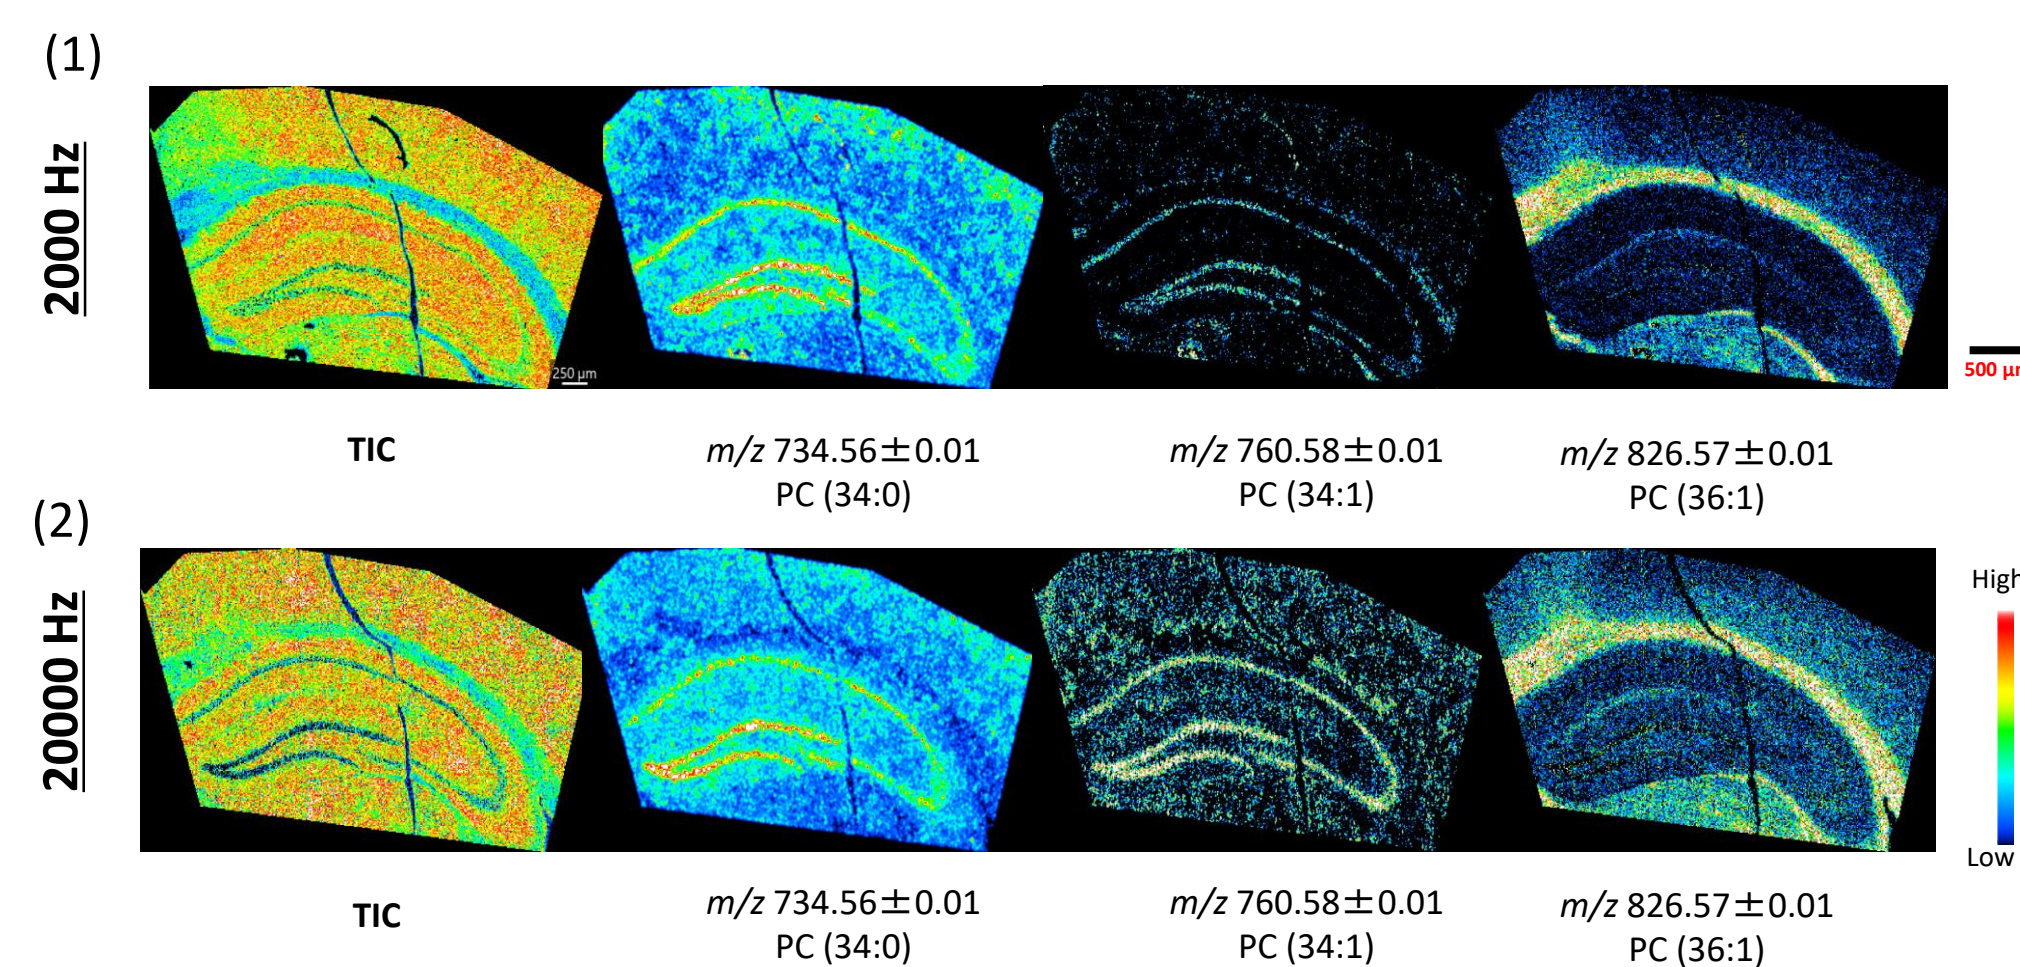 (1)
2000 Hz
250 µm
500 µm
TIC
m/z 734.56±0.01
PC (34:0)
m/z 760.58±0.01
PC (34:1)
m/z 826.57±0.01
PC (36:1)
(2)
20000 Hz
High
Low
TIC
m/z 734.56±0.01
PC (34:0)
m/z 760.58±0.01
PC (34:1)
m/z 826.57±0.01
PC (36:1)